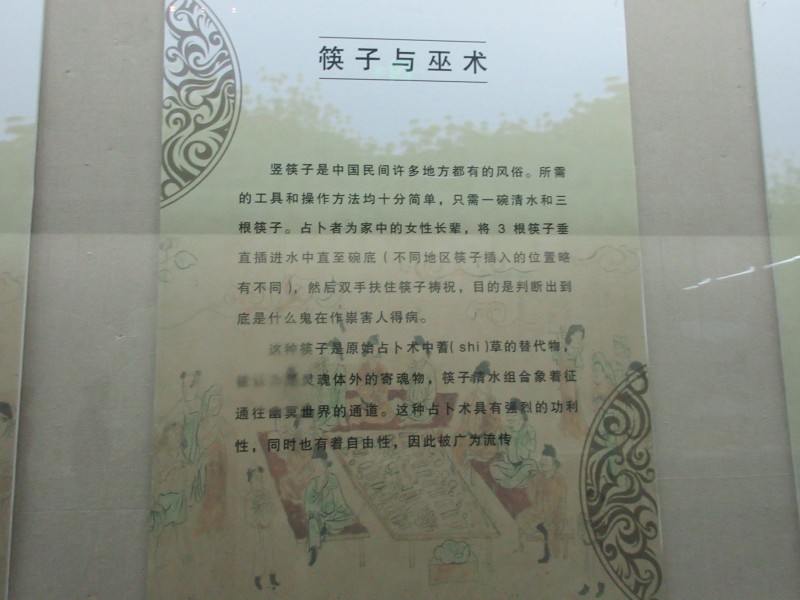 筷子与巫术
竖筷子是中国民间许多地方都有的风俗。所需
的工具和操作方法均十分简单，只需一碗清水和三
根筷子。占卜者为家中的女性长辈，将 3 根筷子垂
直插进水中直至碗底（不同地区筷子插入的位置略
有不同），然后双手扶住筷子祷祝，目的是判断出到
底是什么鬼在作祟害人得病。
这种筷子是原始占卜术中蓍(shi)草的替代物，
灵魂体外的寄魂物，筷子清水组合象着征
通往幽冥世界的通道。这种占卜术具有强烈的功利
性，同时也有着自由性，因此被广为流传